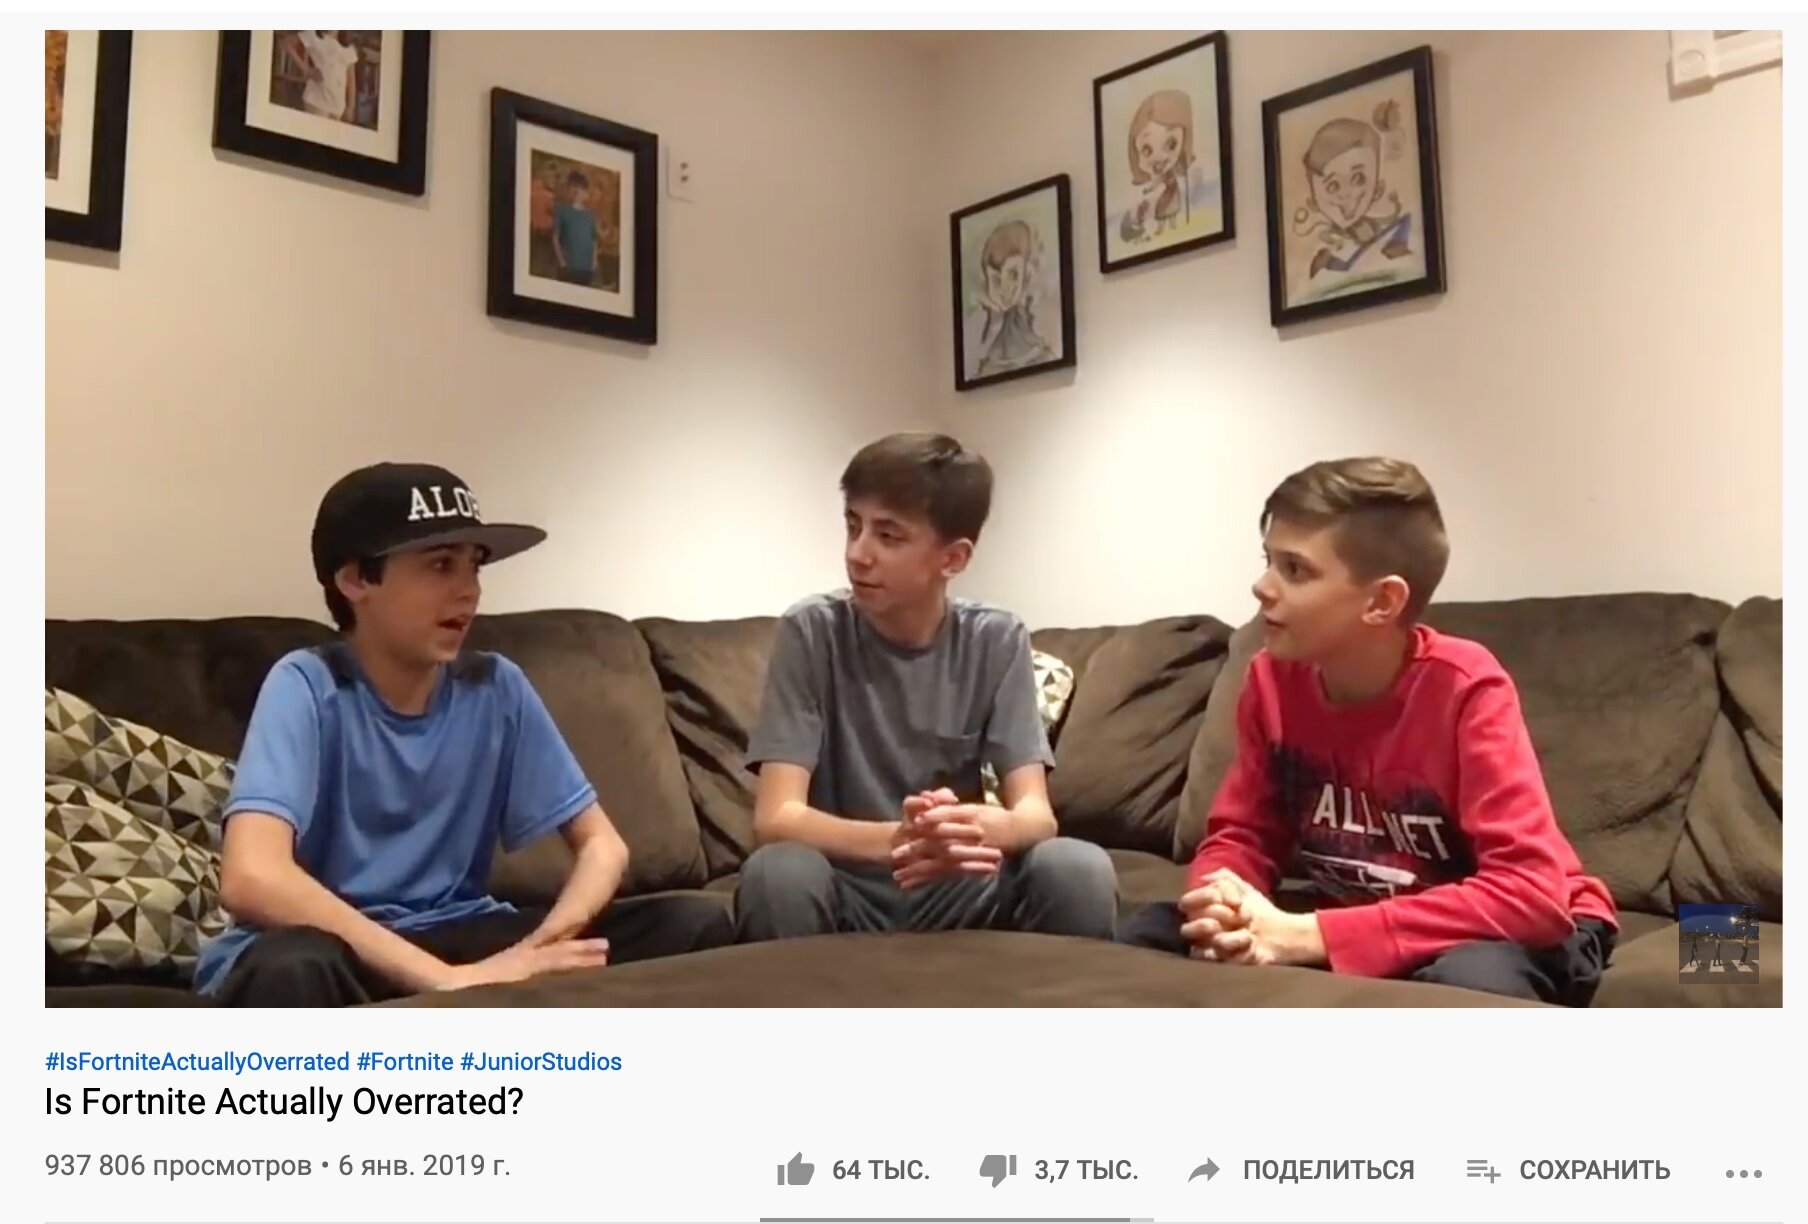 ALO
ALL NET
#IsFortniteActuallyOverrated #Fortnite #JuniorStudios
Is Fortnite Actually Overrated?
937 806 просмотров • 6 янв. 2019 г.
64 ТЫС. 3,7 ТЫС. ПОДЕЛИТЬСЯ СОХРАНИТЬ